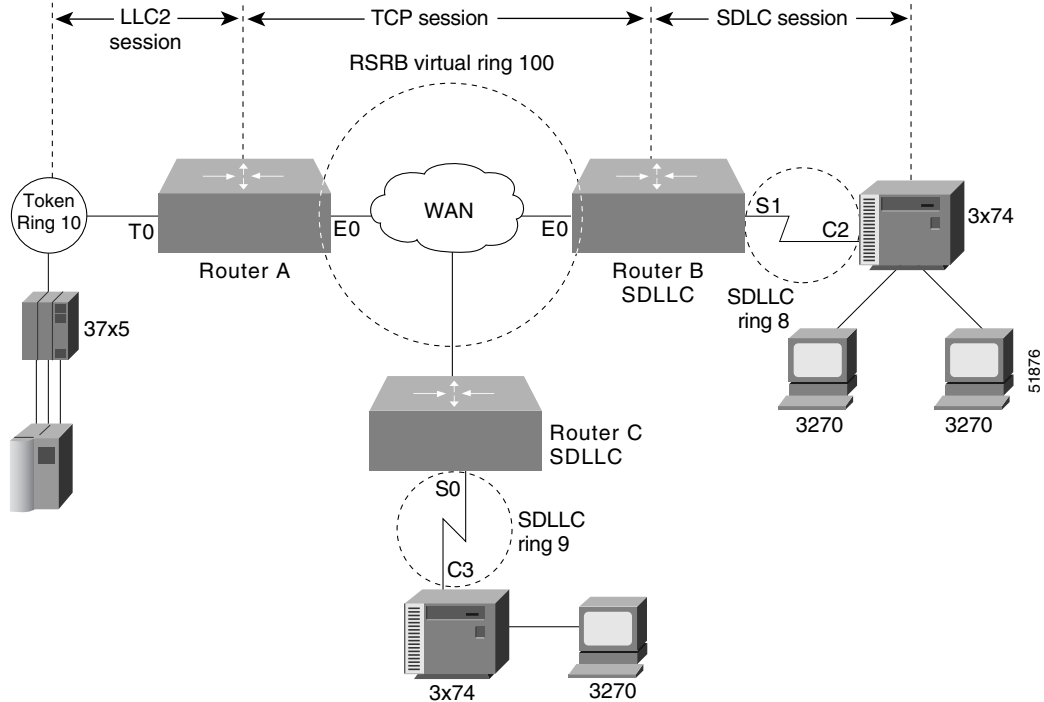 LLC2
session
TCP session
SDLC session
RSRB virtual ring 100
Token
Ring 10
T0
E0
WAN
E0
S1
C2
3x74
Router A
Router B
SDLLC
SDLLC
ring 8
37x5
3270
3270
51876
Router C
SDLLC
S0
SDLLC
ring 9
C3
3x74
3270